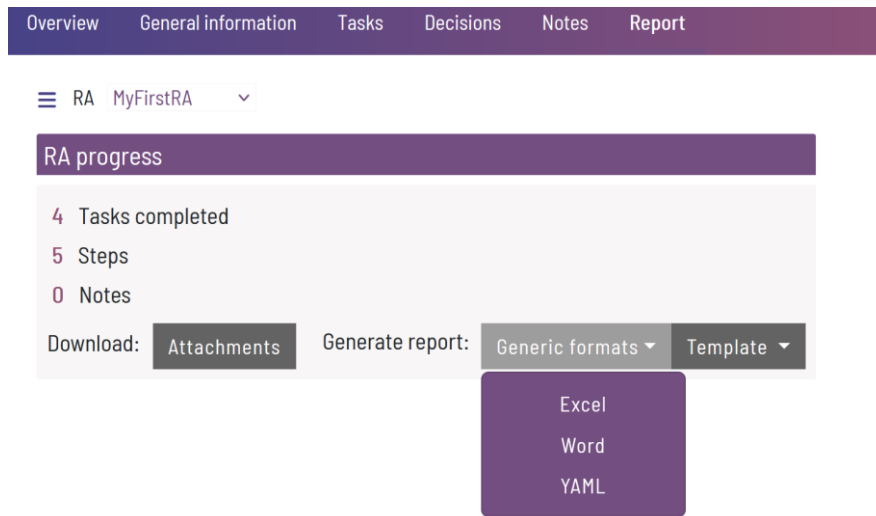 Overview General information Tasks Decisions Notes Report
RA MyFirstRA
RA progress
4 Tasks completed
5 Steps
0 Notes
Download: Attachments Generate report: Generic formats Template
Excel
Word
YAML